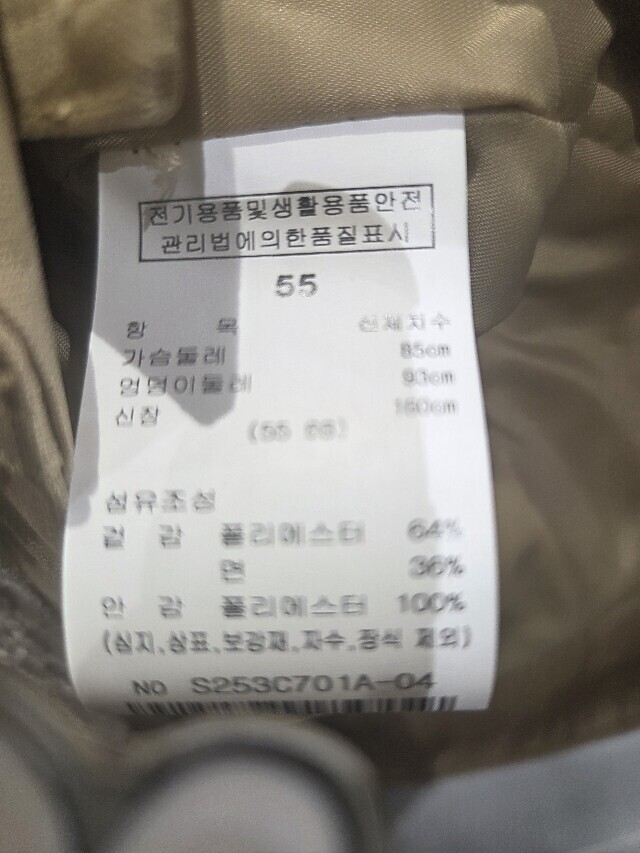 전기용품및생활용품안전
관리법에의한품질표시
55
항 목 신체치수
가슴둘레 85cm
엉덩이둘레 93cm
신장 160cm
(55 66)
섬유조성
겉 감 폴리에스터 64%
면 36%
안 감 폴리에스터 100%
(심지,상표,보강재,자수,장식 제외)
NO S253C701A-04